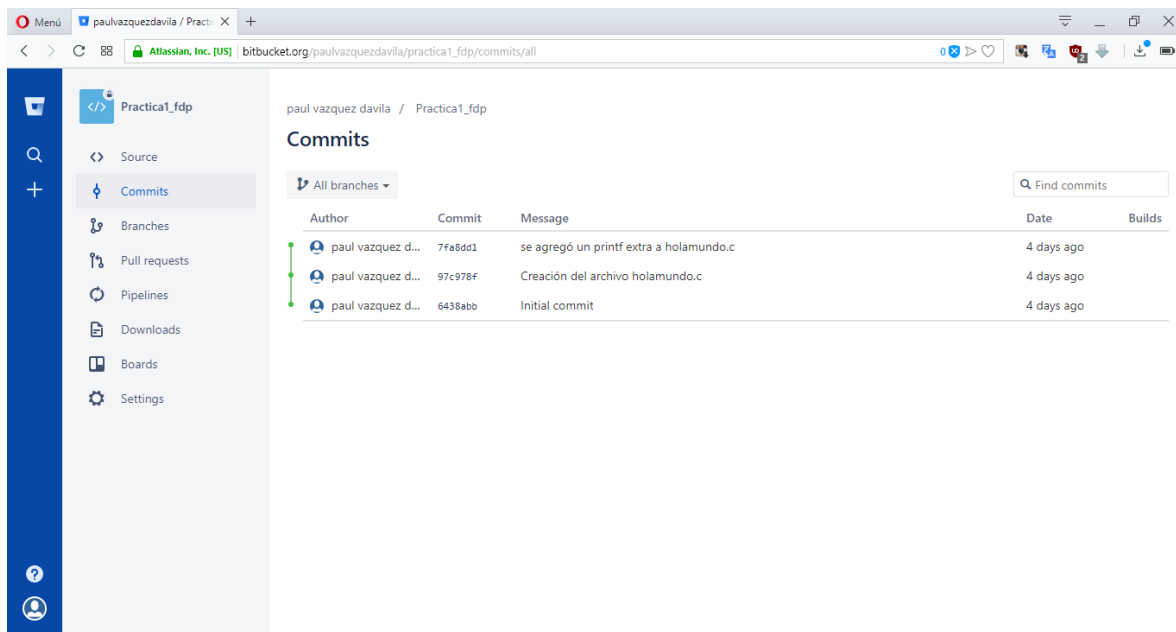 Menú
paulvazquezdavila / Practic
Atlassian, Inc. [US] bitbucket.org/paulvazquezdavila/practica1_fdp/commits/all
0
2
Practica1_fdp
Source
Commits
Branches
Pull requests
Pipelines
Downloads
Boards
Settings
paul vazquez davila / Practica1_fdp
Commits
All branches
Find commits
Author Commit Message Date Builds
paul vazquez d... 7fa8dd1 se agregó un printf extra a holamundo.c 4 days ago
paul vazquez d... 97c978f Creación del archivo holamundo.c 4 days ago
paul vazquez d... 6438abb Initial commit 4 days ago